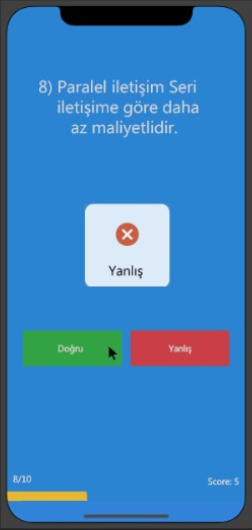 8) Paralel iletişim Seri
iletişime göre daha
az maliyetlidir.
Yanlış
Doğru Yanlış
8/10 Score: 5